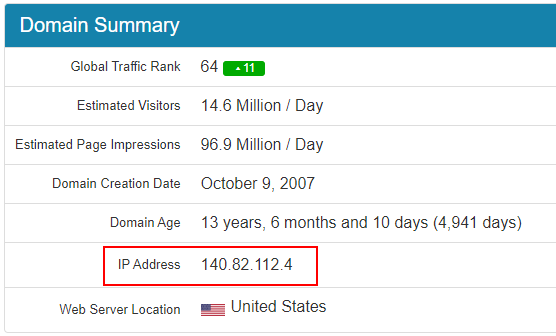 Domain Summary
Global Traffic Rank 64 11
Estimated Visitors 14.6 Million / Day
Estimated Page Impressions 96.9 Million / Day
Domain Creation Date October 9, 2007
Domain Age 13 years, 6 months and 10 days (4,941 days)
IP Address 140.82.112.4
Web Server Location United States